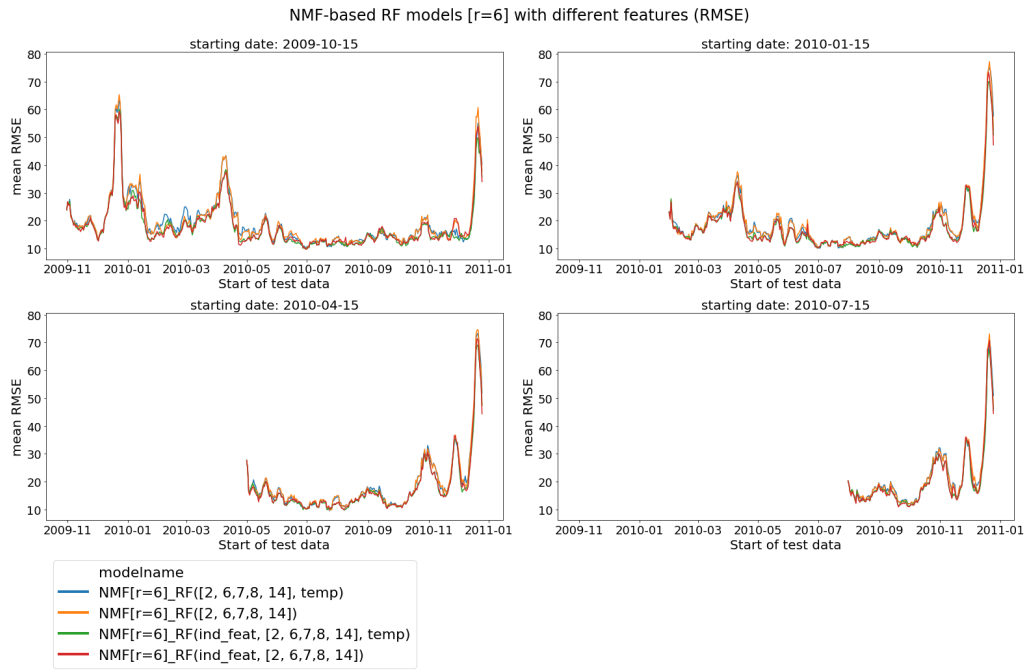 NMF-based RF models [r=6] with different features (RMSE)
starting date: 2009-10-15
80
70
60
50
40
30
20
10
mean RMSE
2009-11 2010-01 2010-03 2010-05 2010-07 2010-09 2010-11 2011-01
Start of test data
starting date: 2010-01-15
80
70
60
50
40
30
20
10
mean RMSE
2009-11 2010-01 2010-03 2010-05 2010-07 2010-09 2010-11 2011-01
Start of test data
starting date: 2010-04-15
80
70
60
50
40
30
20
10
mean RMSE
2009-11 2010-01 2010-03 2010-05 2010-07 2010-09 2010-11 2011-01
Start of test data
starting date: 2010-07-15
80
70
60
50
40
30
20
10
mean RMSE
2009-11 2010-01 2010-03 2010-05 2010-07 2010-09 2010-11 2011-01
Start of test data
modelname
NMF[r=6]_RF([2, 6,7,8, 14], temp)
NMF[r=6]_RF([2, 6,7,8, 14])
NMF[r=6]_RF(ind_feat, [2, 6,7,8, 14], temp)
NMF[r=6]_RF(ind_feat, [2, 6,7,8, 14])